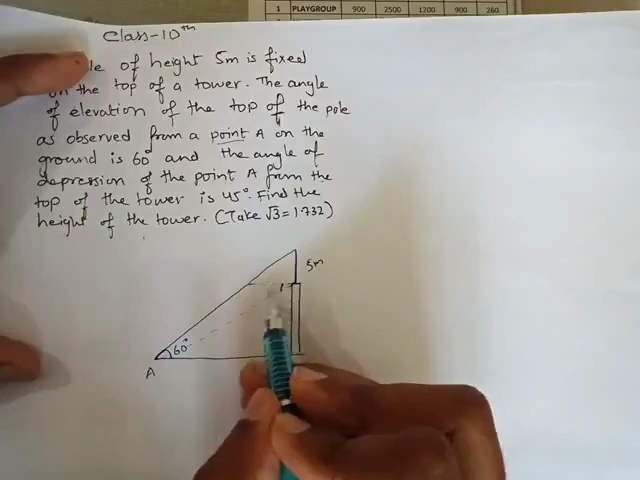 1 PLAYGROUP 900 2500 1200 900 260
Class-10th
of height 5m is fixed
on the top of a tower. The angle
of elevation of the top of the pole
as observed from a point A on the
ground is 60° and the angle of
depression of the point A from the
top of the tower is 45°. Find the
height of the tower. (Take √3 = 1.732)
5m
60°
A